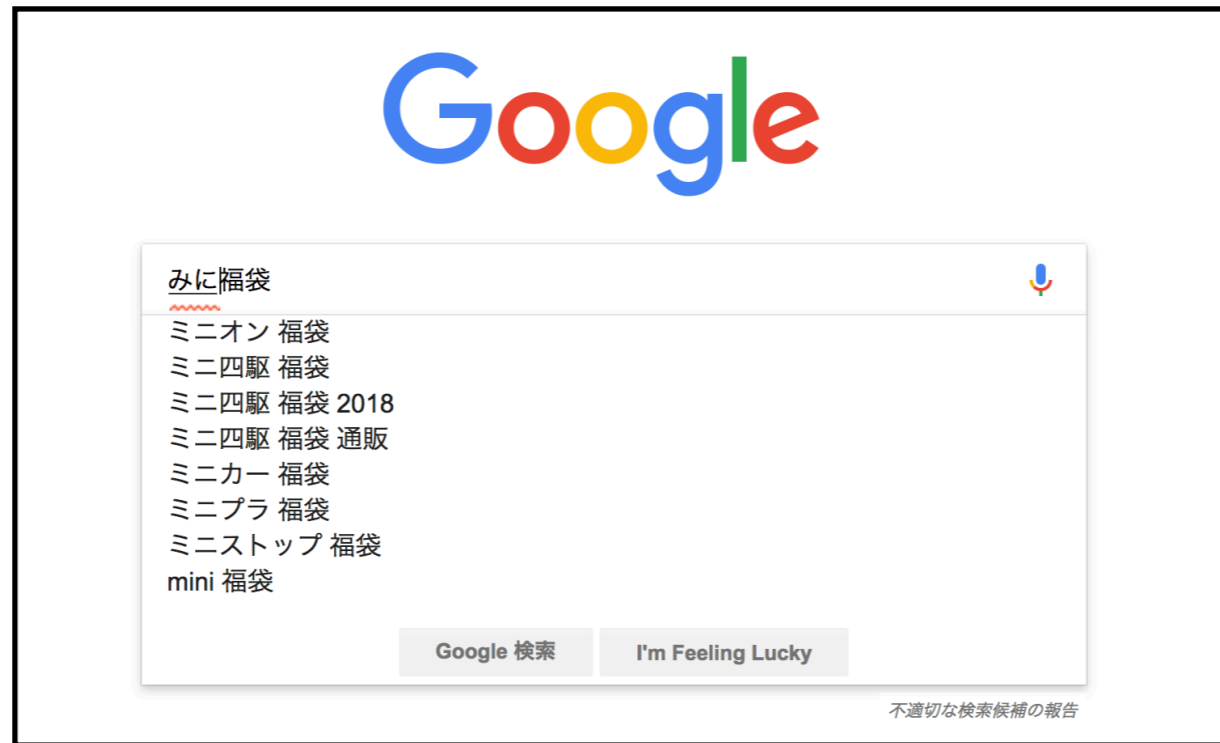 Google
みに福袋
ミニオン 福袋
ミニ四駆 福袋
ミニ四駆 福袋 2018
ミニ四駆 福袋 通販
ミニカー 福袋
ミニプラ 福袋
ミニストップ 福袋
mini 福袋
Google 検索 I'm Feeling Lucky
不適切な検索候補の報告